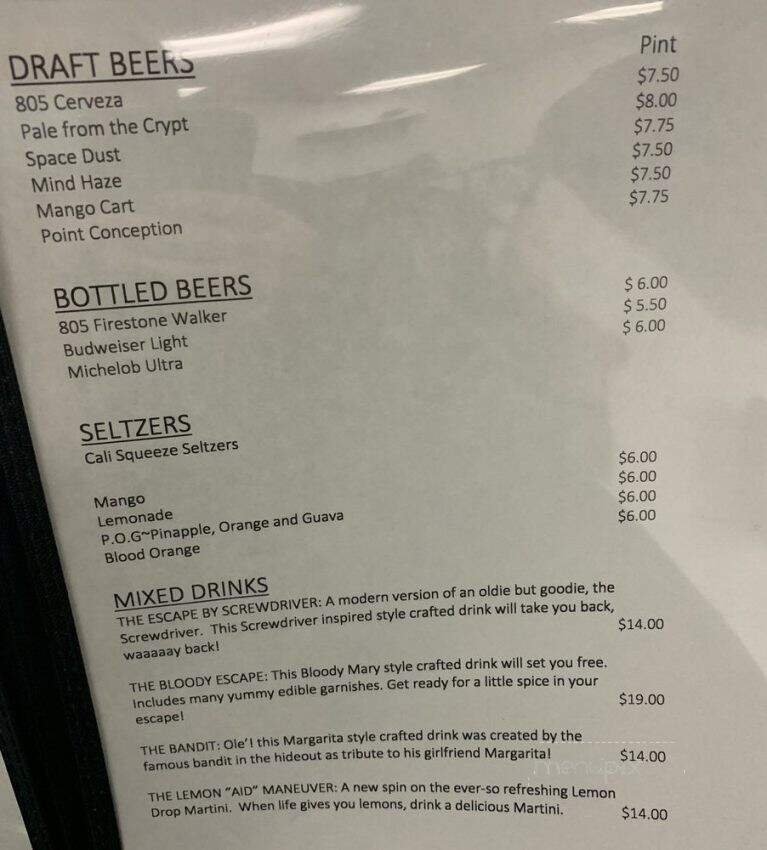 DRAFT BEERS Pint
805 Cerveza $7.50
Pale from the Crypt $8.00
Space Dust $7.75
Mind Haze $7.50
Mango Cart $7.50
Point Conception $7.75
BOTTLED BEERS
805 Firestone Walker $ 6.00
Budweiser Light $ 5.50
Michelob Ultra $ 6.00
SELTZERS
Cali Squeeze Seltzers
Mango $6.00
Lemonade $6.00
P.O.G~Pinapple, Orange and Guava $6.00
Blood Orange $6.00
MIXED DRINKS
THE ESCAPE BY SCREWDRIVER: A modern version of an oldie but goodie, the
Screwdriver. This Screwdriver inspired style crafted drink will take you back,
waaaaay back! $14.00
THE BLOODY ESCAPE: This Bloody Mary style crafted drink will set you free.
Includes many yummy edible garnishes. Get ready for a little spice in your
escape! $19.00
THE BANDIT: Ole'! this Margarita style crafted drink was created by the
famous bandit in the hideout as tribute to his girlfriend Margarita! $14.00
menupix
THE LEMON "AID" MANEUVER: A new spin on the ever-so refreshing Lemon
Drop Martini. When life gives you lemons, drink a delicious Martini. $14.00